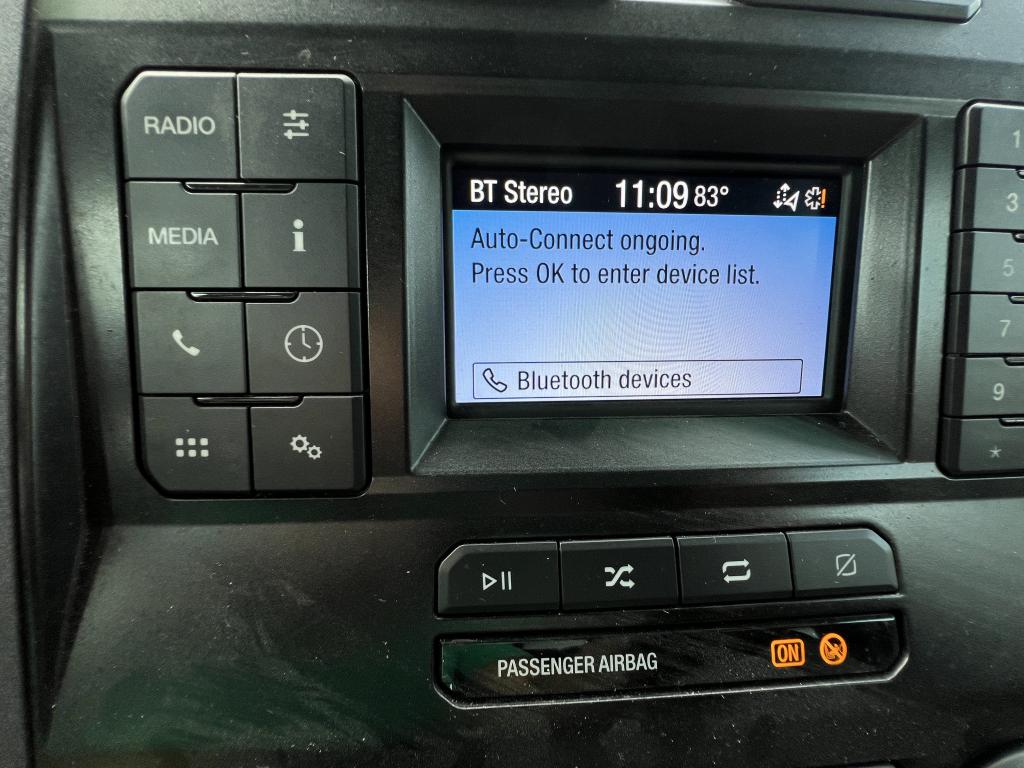 RADIO
MEDIA
BT Stereo 11:09 83°
Auto-Connect ongoing.
Press OK to enter device list.
Bluetooth devices
1
3
5
7
9
*
PASSENGER AIRBAG ON